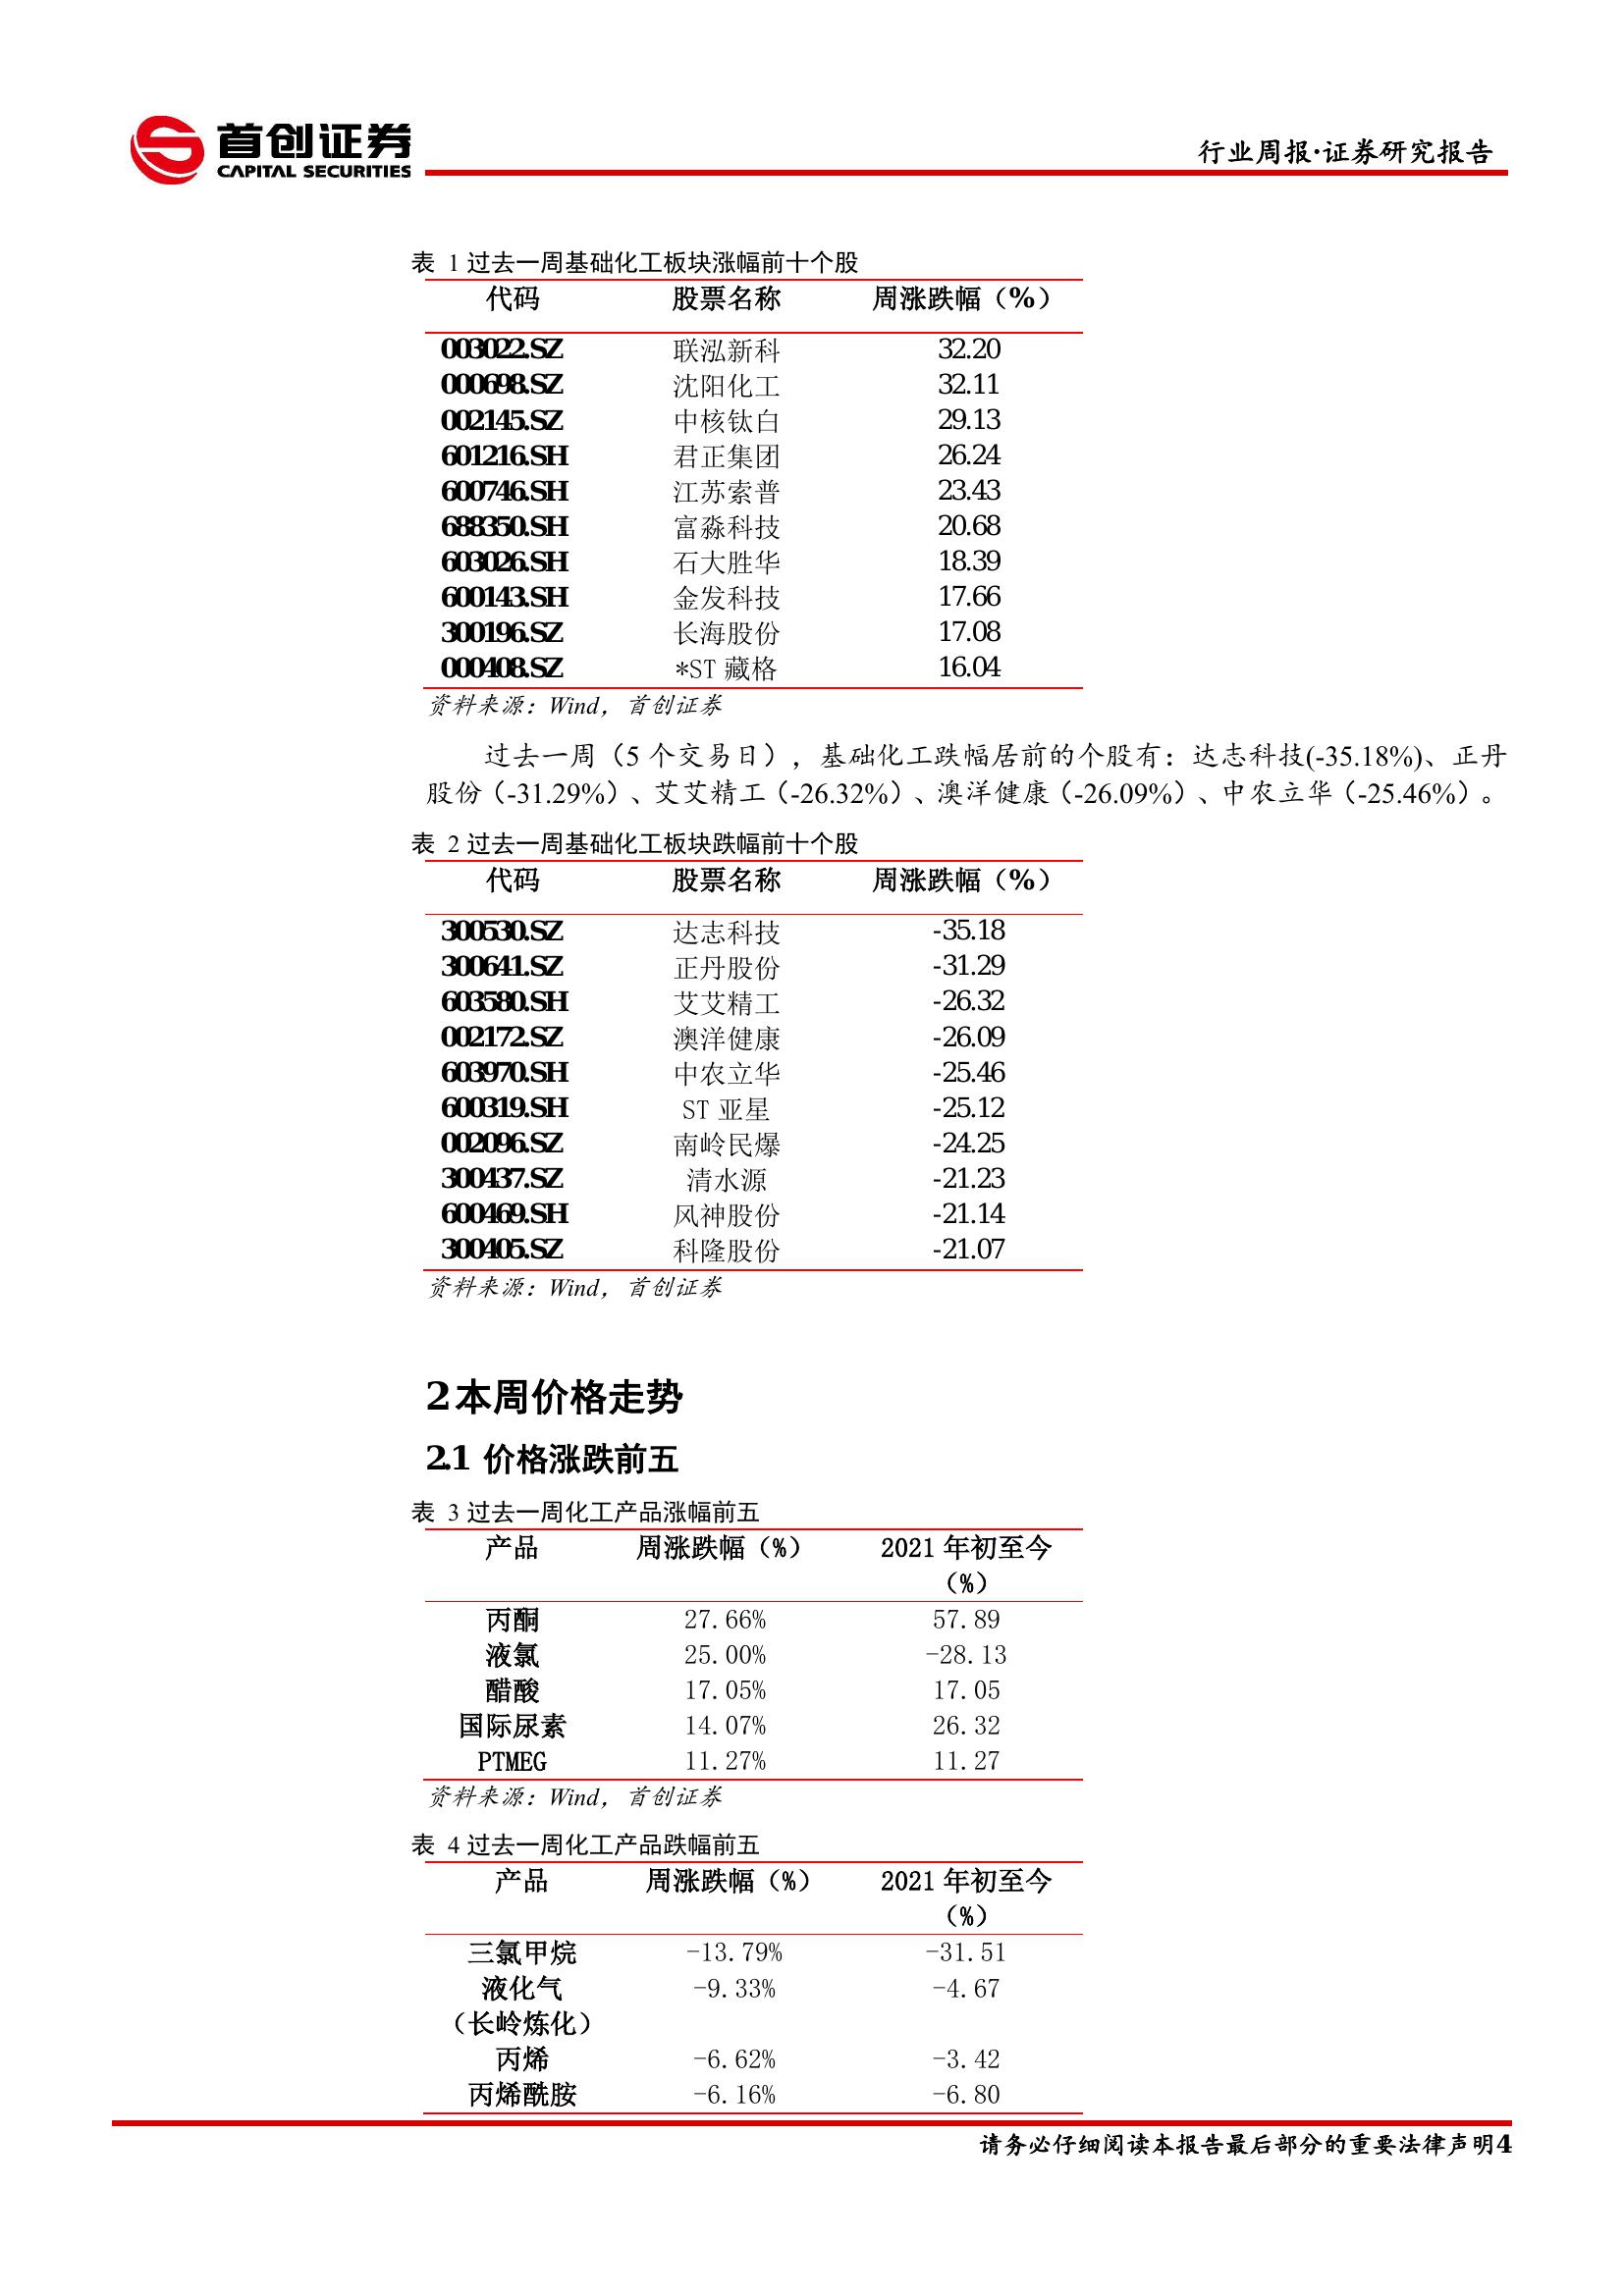 首创证券
CAPITAL SECURITIES
行业周报·证券研究报告
表 1 过去一周基础化工板块涨幅前十个股
代码 股票名称 周涨跌幅（%）
003022.SZ 联泓新科 32.20
000698.SZ 沈阳化工 32.11
002145.SZ 中核钛白 29.13
601216.SH 君正集团 26.24
600746.SH 江苏索普 23.43
688350.SH 富淼科技 20.68
603026.SH 石大胜华 18.39
600143.SH 金发科技 17.66
300196.SZ 长海股份 17.08
000408.SZ *ST 藏格 16.04
资料来源：Wind，首创证券
过去一周（5 个交易日），基础化工跌幅居前的个股有：达志科技(-35.18%)、正丹
股份（-31.29%）、艾艾精工（-26.32%）、澳洋健康（-26.09%）、中农立华（-25.46%）。
表 2 过去一周基础化工板块跌幅前十个股
代码 股票名称 周涨跌幅（%）
300530.SZ 达志科技 -35.18
300641.SZ 正丹股份 -31.29
603580.SH 艾艾精工 -26.32
002172.SZ 澳洋健康 -26.09
603970.SH 中农立华 -25.46
600319.SH ST 亚星 -25.12
002096.SZ 南岭民爆 -24.25
300437.SZ 清水源 -21.23
600469.SH 风神股份 -21.14
300405.SZ 科隆股份 -21.07
资料来源：Wind，首创证券
2 本周价格走势
2.1 价格涨跌前五
表 3 过去一周化工产品涨幅前五
产品 周涨跌幅（%） 2021 年初至今
（%）
丙酮 27.66% 57.89
液氯 25.00% -28.13
醋酸 17.05% 17.05
国际尿素 14.07% 26.32
PTMEG 11.27% 11.27
资料来源：Wind，首创证券
表 4 过去一周化工产品跌幅前五
产品 周涨跌幅（%） 2021 年初至今
（%）
三氯甲烷 -13.79% -31.51
液化气 -9.33% -4.67
（长岭炼化）
丙烯 -6.62% -3.42
丙烯酰胺 -6.16% -6.80
请务必仔细阅读本报告最后部分的重要法律声明4